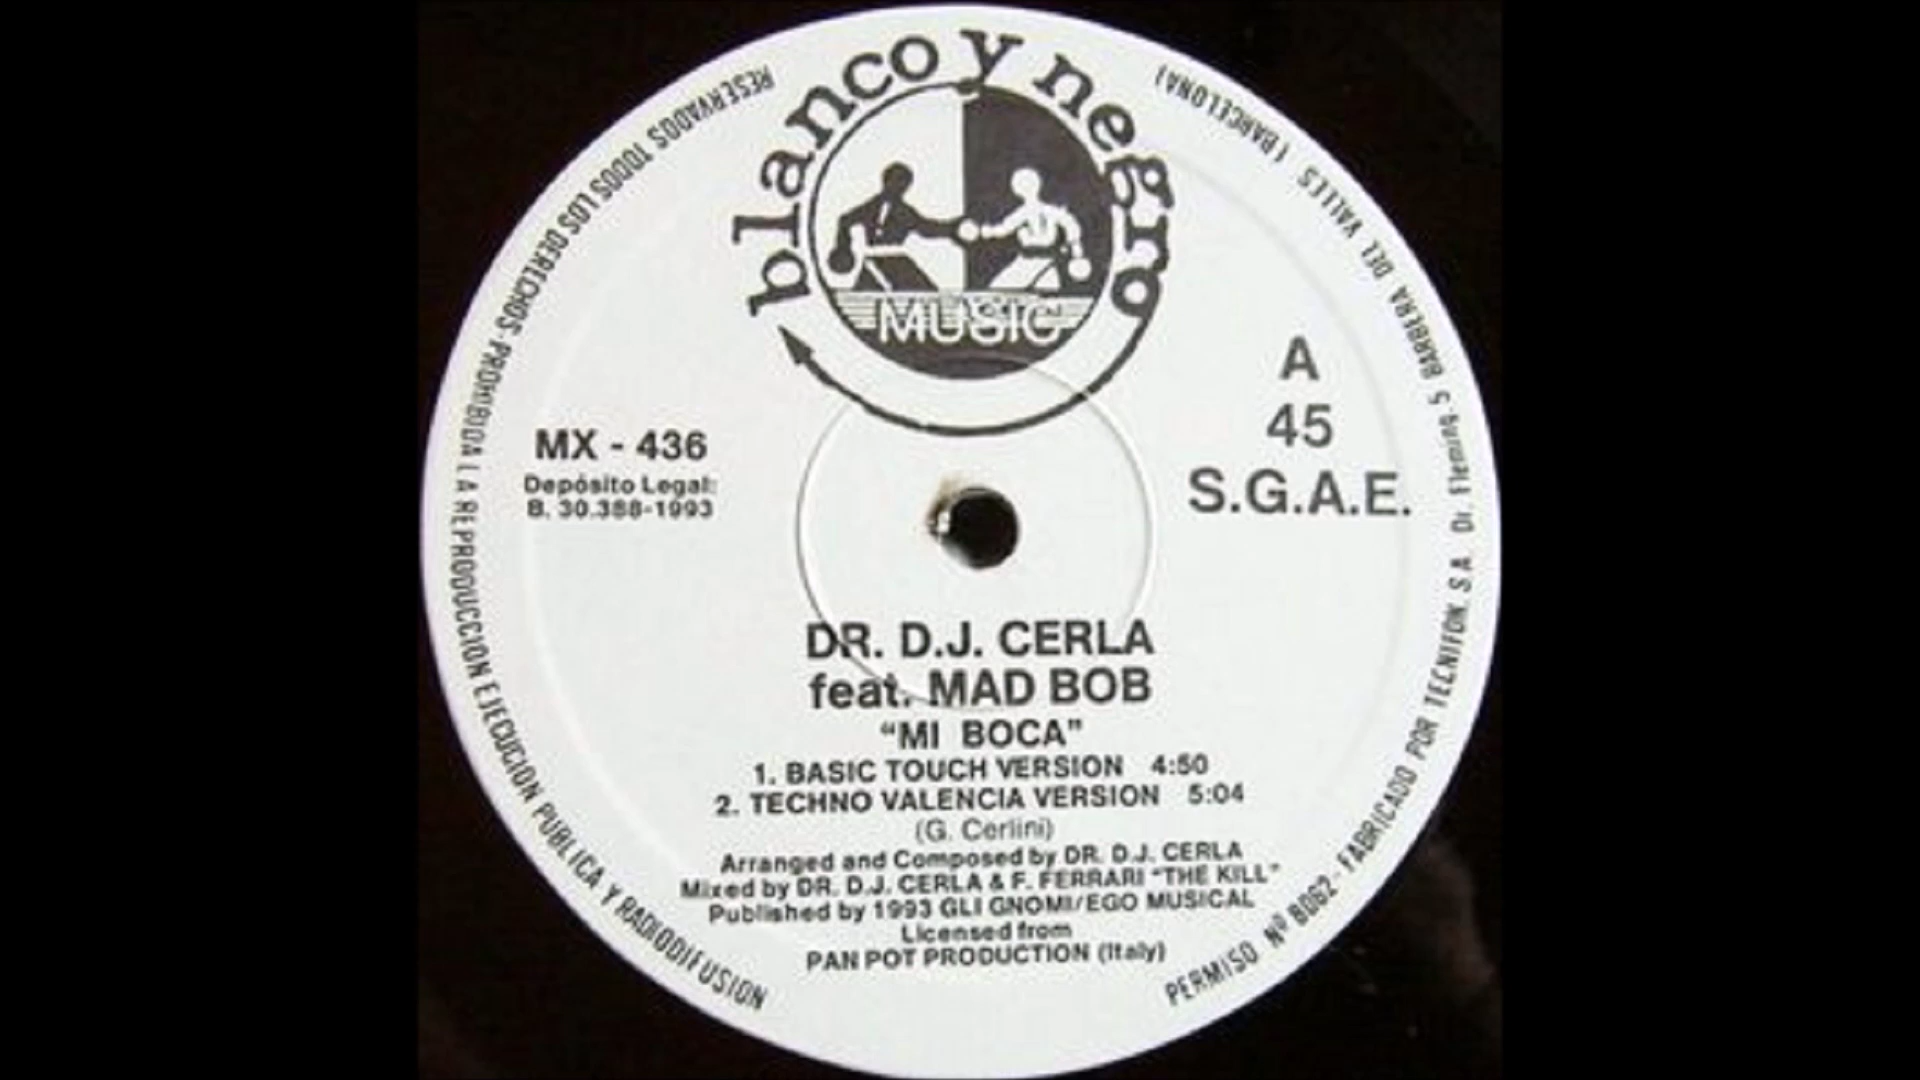 blanco y negro
MUSIC
A
45
S.G.A.E.
MX - 436
Depósito Legal:
B. 30.388-1993
DR. D.J. CERLA
feat. MAD BOB
“MI BOCA”
1. BASIC TOUCH VERSION 4:50
2. TECHNO VALENCIA VERSION 5:04
(G. Cerlini)
Arranged and Composed by DR. D.J. CERLA
Mixed by DR. D.J. CERLA & F. FERRARI “THE KILL”
Published by 1993 GLI GNOMI/EGO MUSICAL
Licensed from
PAN POT PRODUCTION (Italy)
RESERVADOS TODOS LOS DERECHOS-PROHIBIDA LA REPRODUCCION EJECUCION PUBLICA Y RADIODIFUSION
PERMISO Nº 8062-FABRICADO POR TECNIFON, S.A. Dr. Fleming, 5 BARBERA DEL VALLES (BARCELONA)